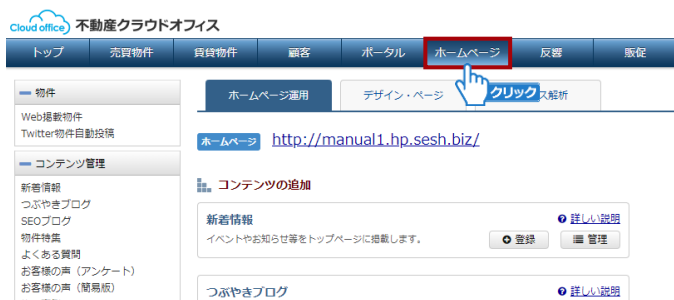 Cloud office 不動産クラウドオフィス
トップ 売買物件 賃貸物件 顧客 ポータル ホームページ 反響 販促
クリック
物件
Web掲載物件
Twitter物件自動投稿
コンテンツ管理
新着情報
つぶやきブログ
SEOブログ
物件特集
よくある質問
お客様の声（アンケート）
お客様の声（簡易版）
ホームページ運用 デザイン・ページ ス解析
ホームページ http://manual1.hp.sesh.biz/
コンテンツの追加
新着情報 詳しい説明
イベントやお知らせ等をトップページに掲載します。 登録 管理
つぶやきブログ 詳しい説明